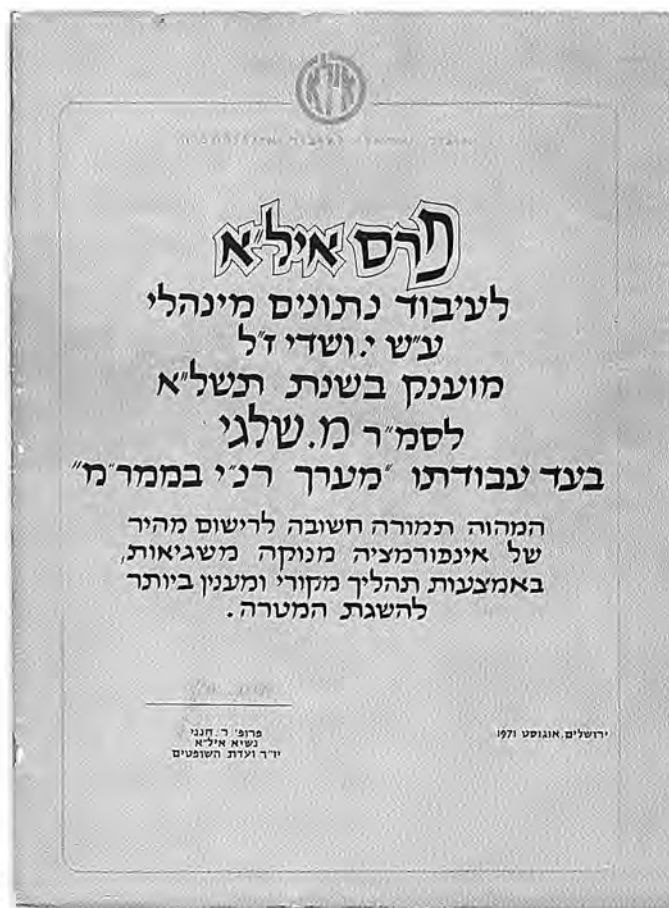 איל"א
פרס איל"א
לעיבוד נתונים מינהלי
ע"ש י. ושדי ז"ל
מוענק בשנת תשל"א
לסמ"ר מ. שלגי
בעד עבודתו "מערך רנ"י בממר"מ"
המהוה תמורה חשובה לרישום מהיר
של אינפורמציה מנוקה משגיאות,
באמצעות תהליך מקורי ומענין ביותר
להשגת המטרה.
ירושלים, אוגוסט 1971
פרופ' ר. חנני
נשיא איל"א
יו"ר ועדת השופטים